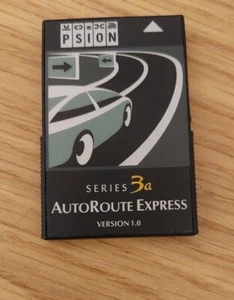 PSION
SERIES 3a
AUTOROUTE EXPRESS
VERSION 1.0